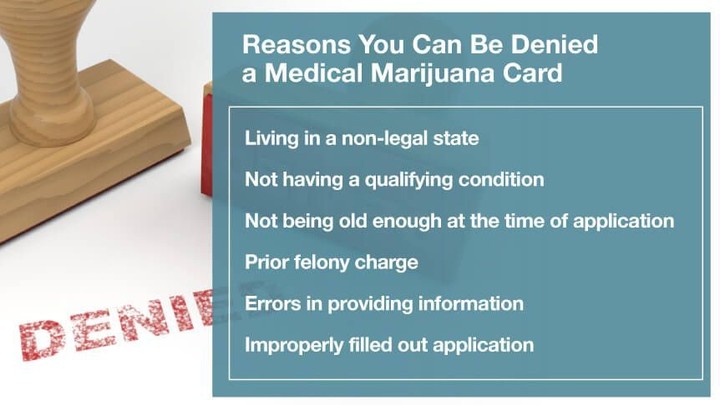 Reasons You Can Be Denied
a Medical Marijuana Card
Living in a non-legal state
Not having a qualifying condition
Not being old enough at the time of application
Prior felony charge
Errors in providing information
Improperly filled out application
DENIED